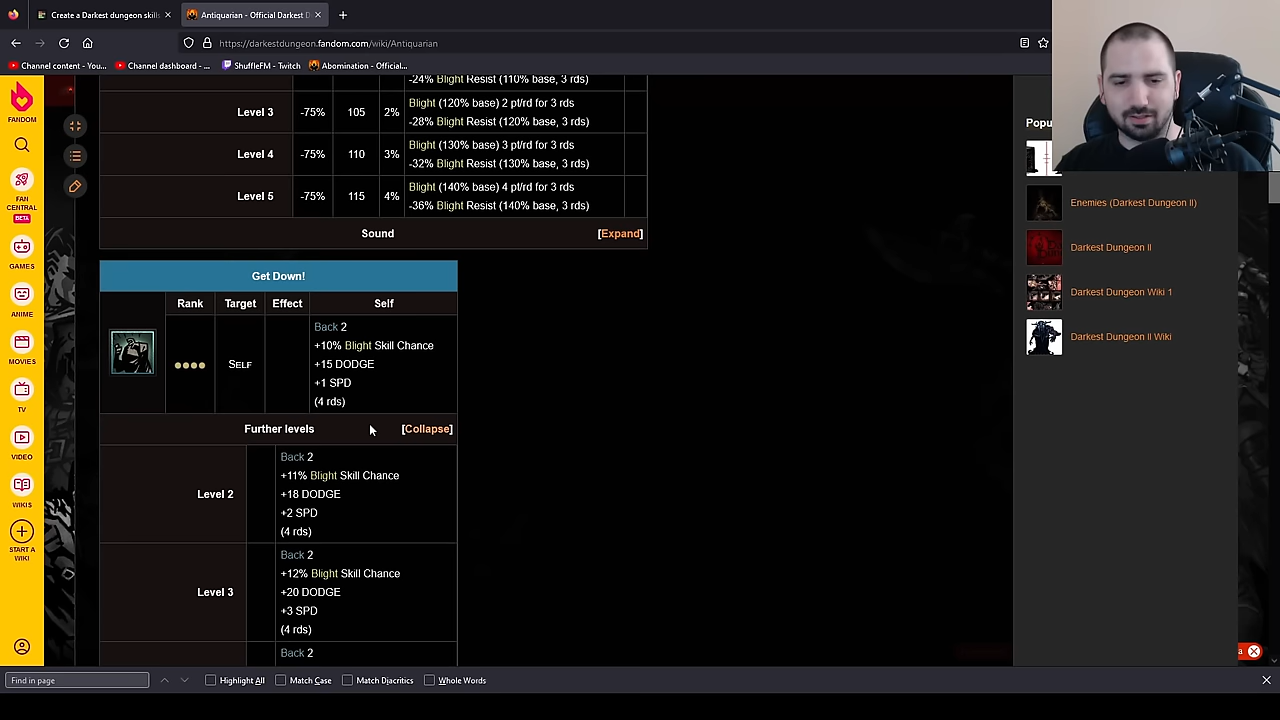 Create a Darkest dungeon skills
Antiquarian - Official Darkest D
https://darkestdungeon.fandom.com/wiki/Antiquarian
Channel content - You...
Channel dashboard - ...
ShuffleFM - Twitch
Abomination - Official...
FANDOM
FAN
CENTRAL
BETA
GAMES
ANIME
MOVIES
TV
VIDEO
WIKIS
START A
WIKI
-24% Blight Resist (110% base, 3 rds)
Level 3 -75% 105 2% Blight (120% base) 2 pt/rd for 3 rds
-28% Blight Resist (120% base, 3 rds)
Level 4 -75% 110 3% Blight (130% base) 3 pt/rd for 3 rds
-32% Blight Resist (130% base, 3 rds)
Level 5 -75% 115 4% Blight (140% base) 4 pt/rd for 3 rds
-36% Blight Resist (140% base, 3 rds)
Sound [Expand]
Get Down!
Rank Target Effect Self
SELF
Back 2
+10% Blight Skill Chance
+15 DODGE
+1 SPD
(4 rds)
Further levels [Collapse]
Level 2
Back 2
+11% Blight Skill Chance
+18 DODGE
+2 SPD
(4 rds)
Level 3
Back 2
+12% Blight Skill Chance
+20 DODGE
+3 SPD
(4 rds)
Back 2
Popu
Enemies (Darkest Dungeon II)
Darkest Dungeon II
Darkest Dungeon Wiki 1
Darkest Dungeon II Wiki
a
Find in page
Highlight All
Match Case
Match Diacritics
Whole Words